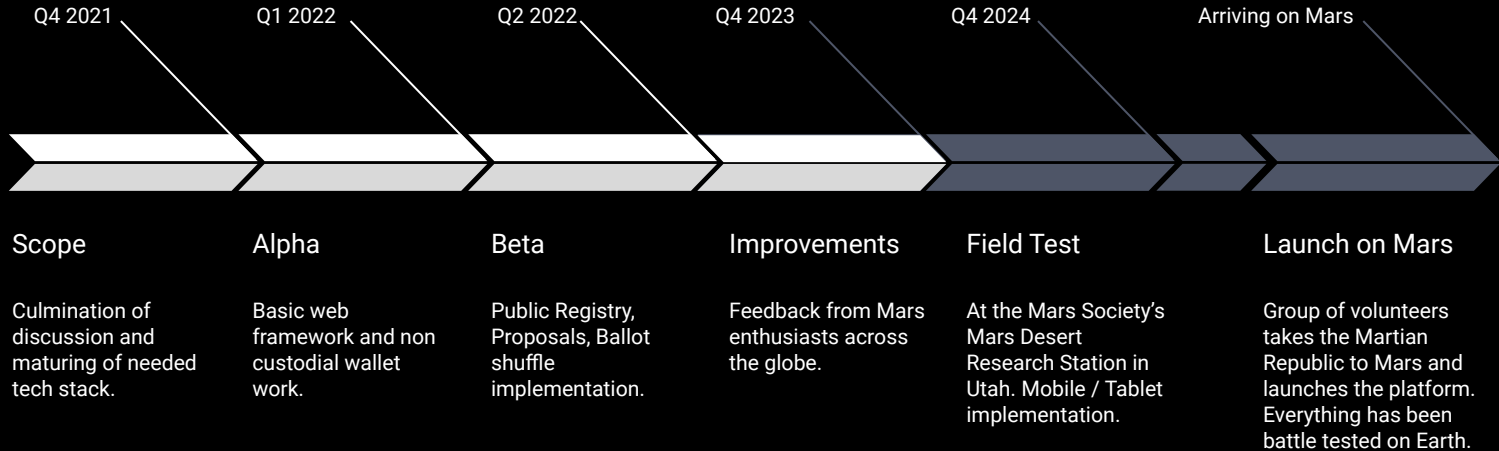 Q4 2021
Q1 2022
Q2 2022
Q4 2023
Q4 2024
Arriving on Mars
Scope
Culmination of
discussion and
maturing of needed
tech stack.
Alpha
Basic web
framework and non
custodial wallet
work.
Beta
Public Registry,
Proposals, Ballot
shuffle
implementation.
Improvements
Feedback from Mars
enthusiasts across
the globe.
Field Test
At the Mars Society’s
Mars Desert
Research Station in
Utah. Mobile / Tablet
implementation.
Launch on Mars
Group of volunteers
takes the Martian
Republic to Mars and
launches the platform.
Everything has been
battle tested on Earth.